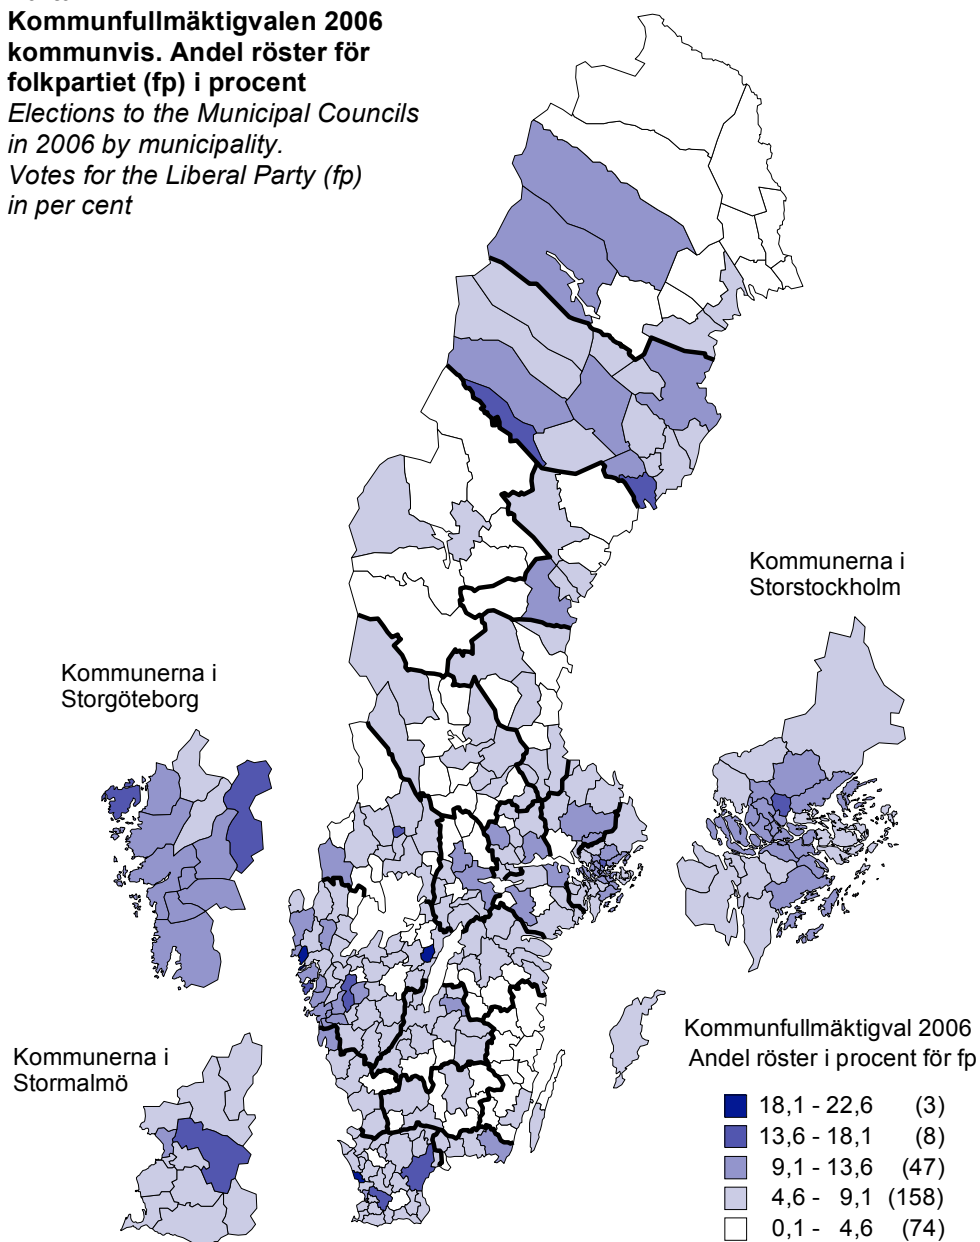 Kommunfullmäktigvalen 2006
kommunvis. Andel röster för
folkpartiet (fp) i procent
Elections to the Municipal Councils
in 2006 by municipality.
Votes for the Liberal Party (fp)
in per cent
Kommunerna i
Storstockholm
Kommunerna i
Storgöteborg
Kommunerna i
Stormalmö
Kommunfullmäktigval 2006
Andel röster i procent för fp
18,1 - 22,6 (3)
13,6 - 18,1 (8)
9,1 - 13,6 (47)
4,6 - 9,1 (158)
0,1 - 4,6 (74)